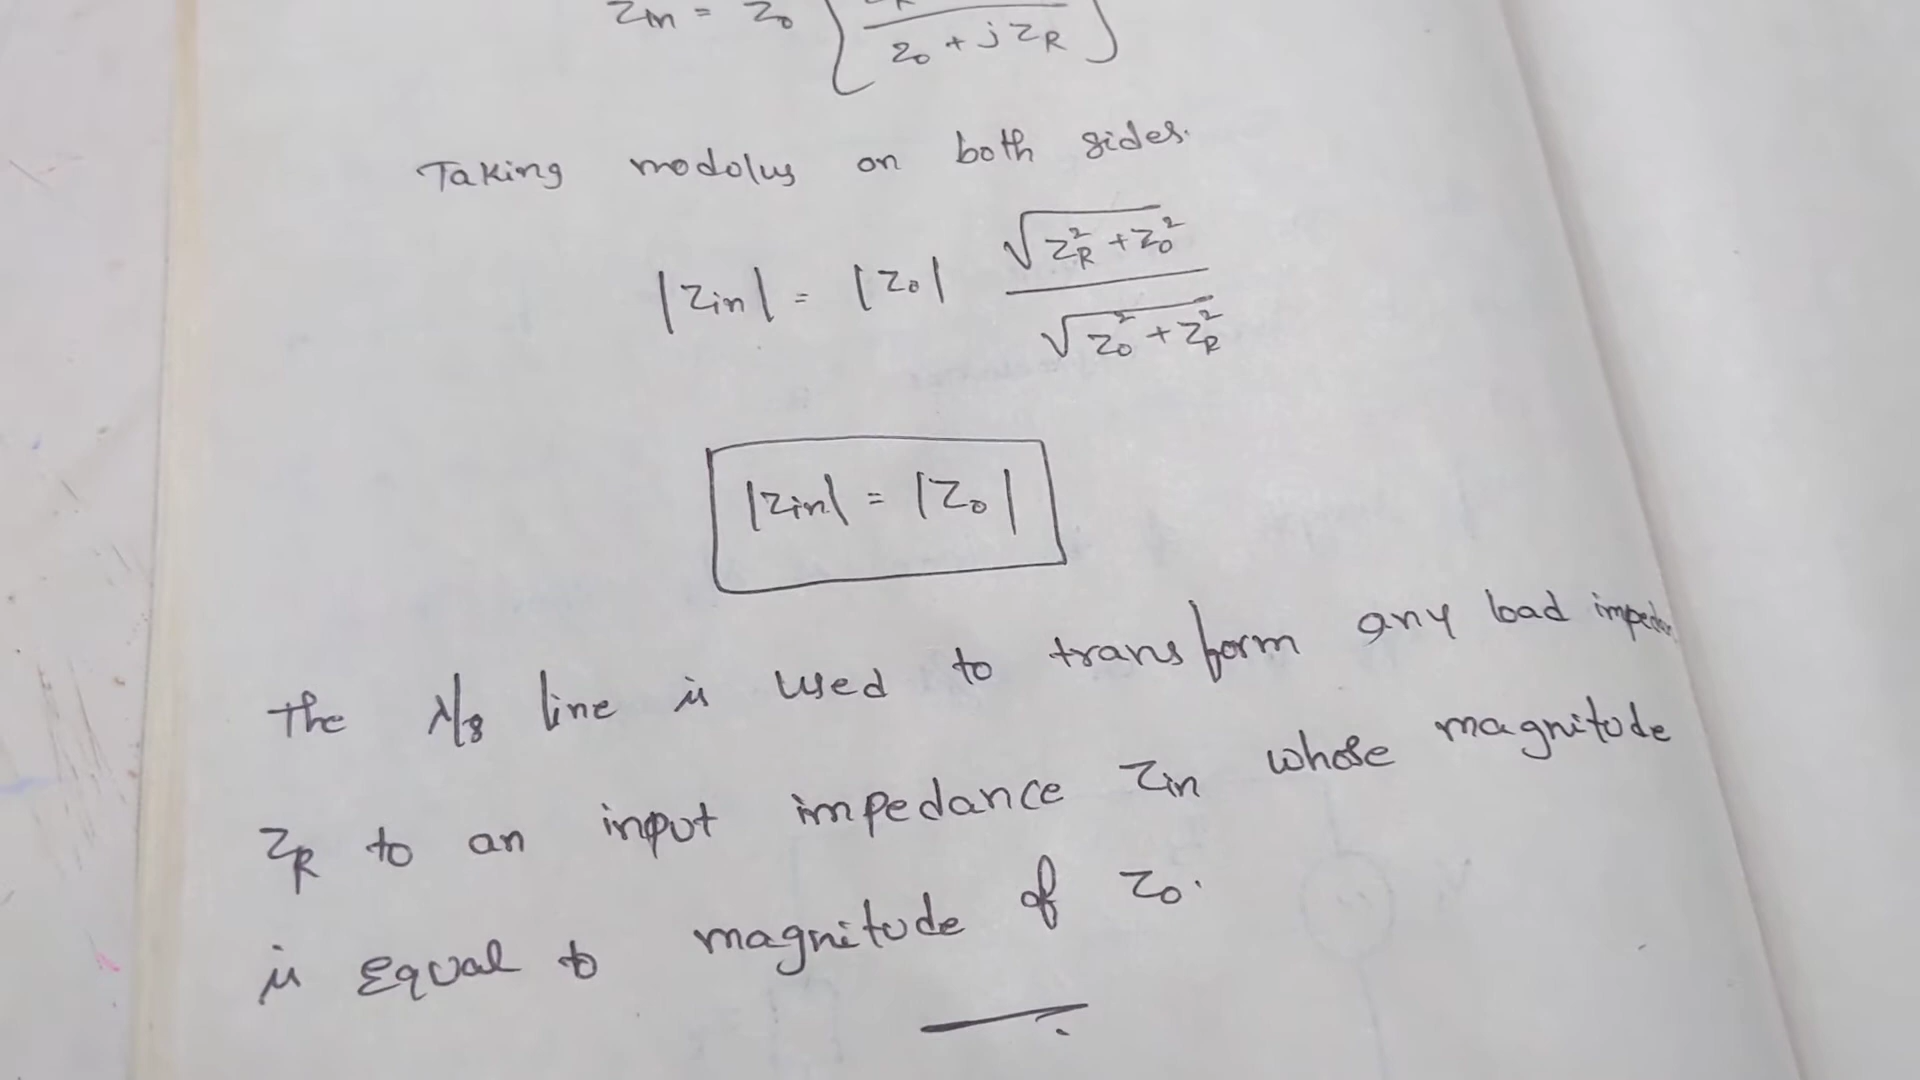 Zin = Z0 [ / Z0 + jZR ]
Taking modolus on both sides.
|Zin| = |Z0| √ZR² + Z0² / √Z0² + ZR²
|Zin| = |Z0|
The λ/8 line is used to transform any load
ZR to an input impedance Zin whose magnitude
is equal to magnitude of Z0.